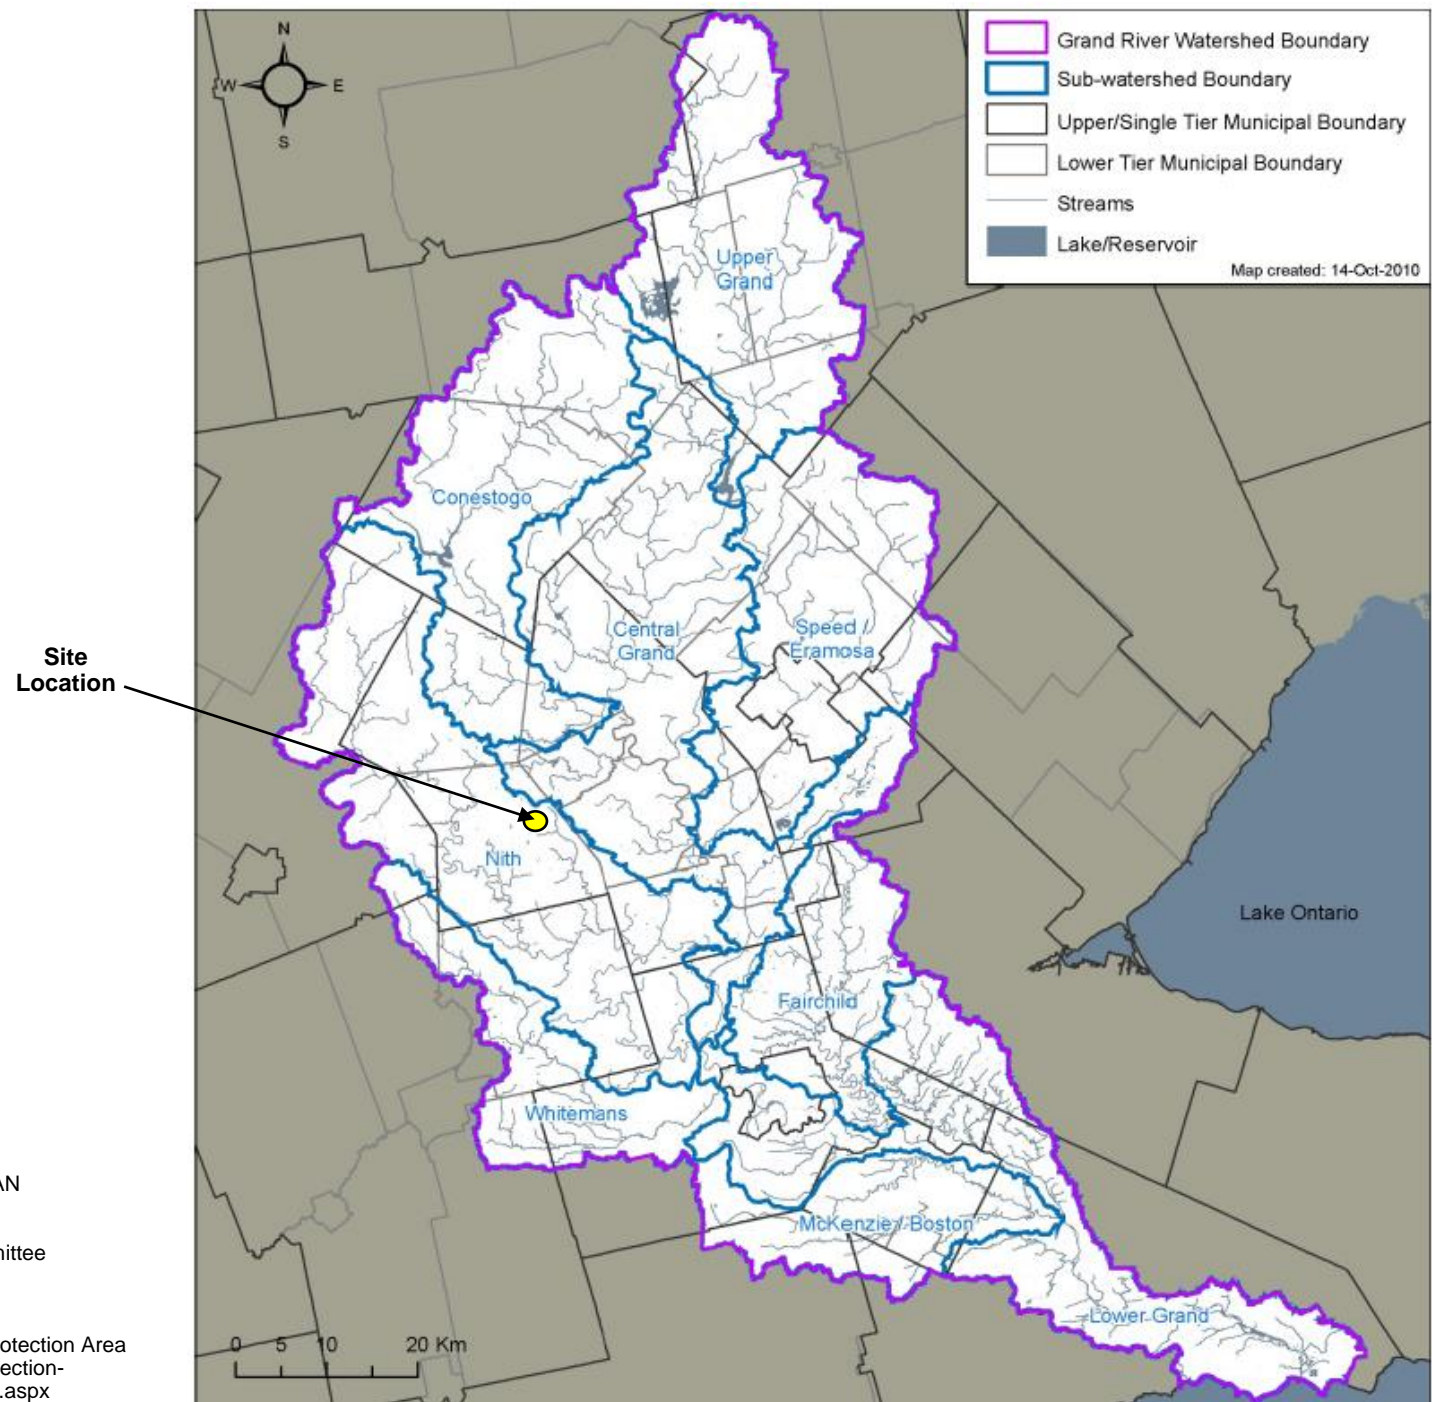 N
W
E
S
Grand River Watershed Boundary
Sub-watershed Boundary
Upper/Single Tier Municipal Boundary
Lower Tier Municipal Boundary
Streams
Lake/Reservoir
Map created: 14-Oct-2010
Upper
Grand
Conestogo
Central
Grand
Speed /
Eramosa
Site
Location
Nith
Lake Ontario
Fairchild
Whitemans
McKenzie / Boston
Lower Grand
0 5 10 20 Km
AN
mittee
otection Area
ection-
.aspx